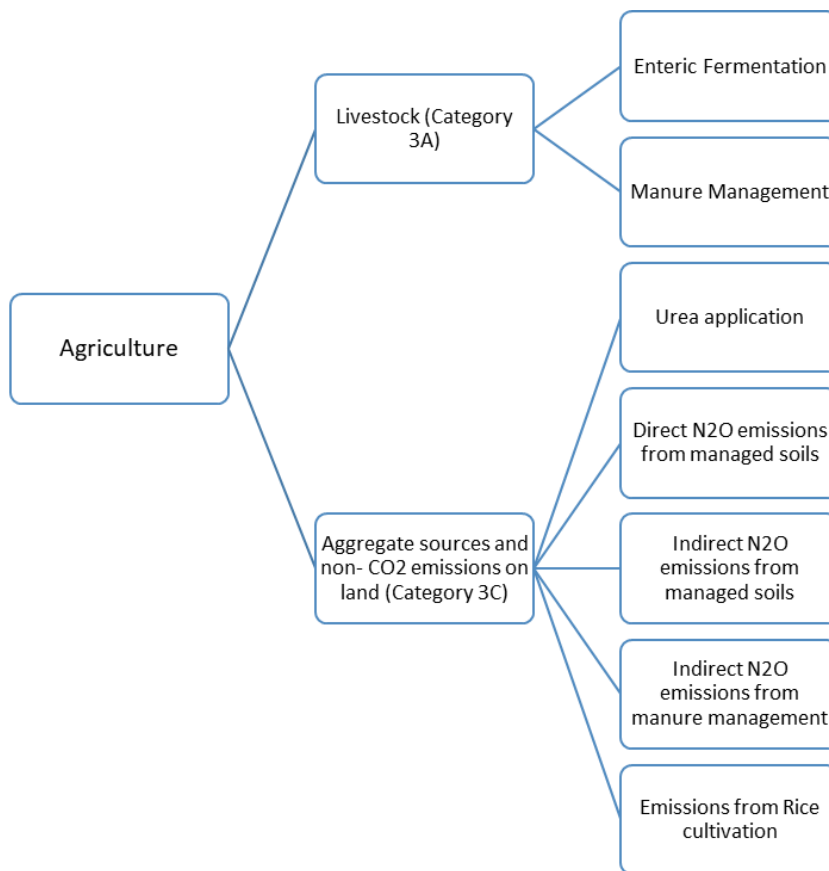 Agriculture
Livestock (Category
3A)
Enteric Fermentation
Manure Management
Aggregate sources and
non- CO2 emissions on
land (Category 3C)
Urea application
Direct N2O emissions
from managed soils
Indirect N2O
emissions from
managed soils
Indirect N2O
emissions from
manure management
Emissions from Rice
cultivation